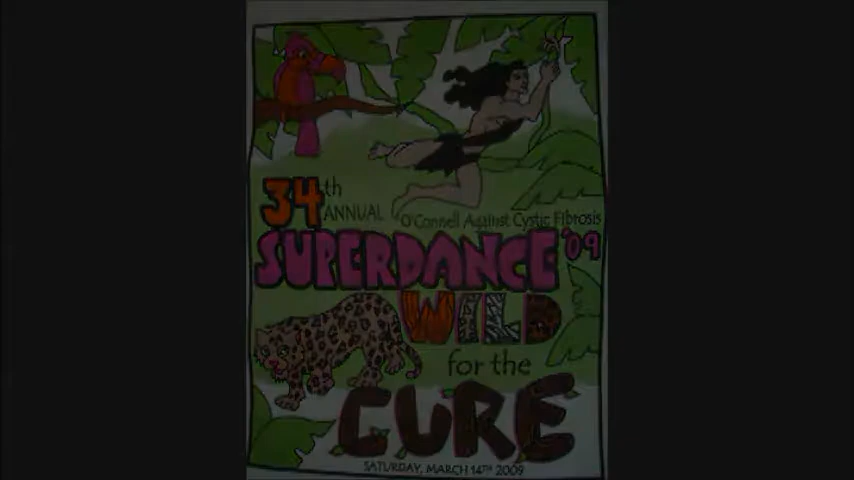 34th
ANNUAL O'Connell Against Cystic Fibrosis
SUPERDANCE '09
WILD
for the
CURE
SATURDAY, MARCH 14TH 2009